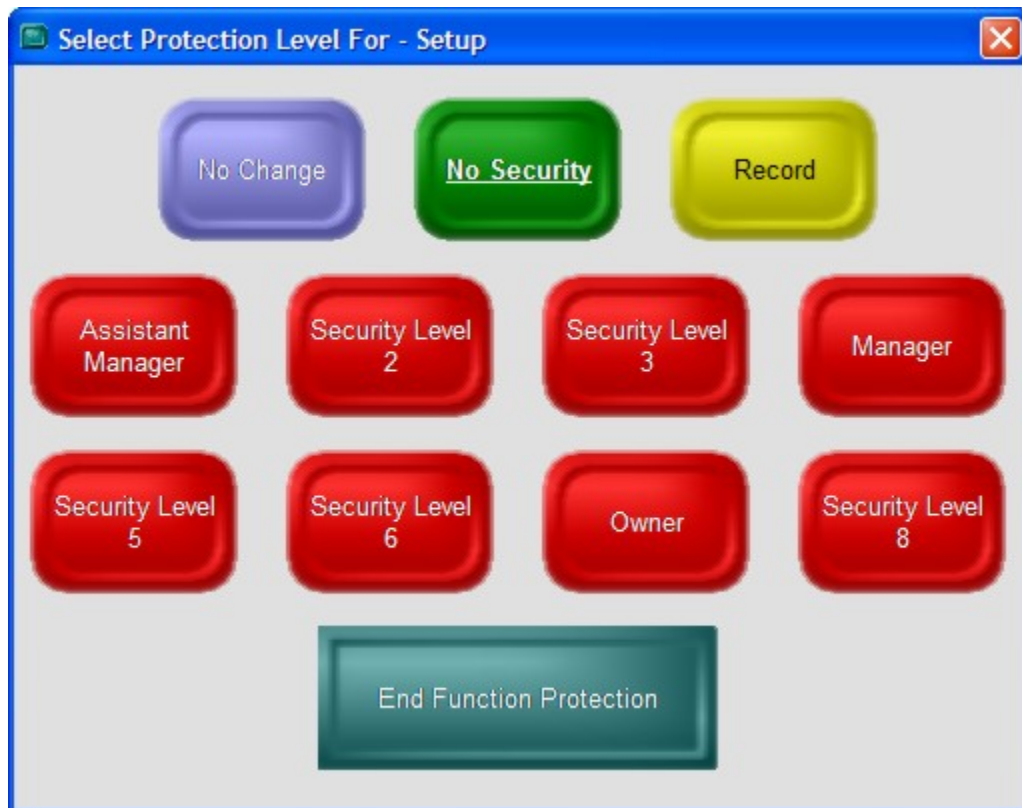 Select Protection Level For - Setup
No Change
No Security
Record
Assistant
Manager
Security Level
2
Security Level
3
Manager
Security Level
5
Security Level
6
Owner
Security Level
8
End Function Protection